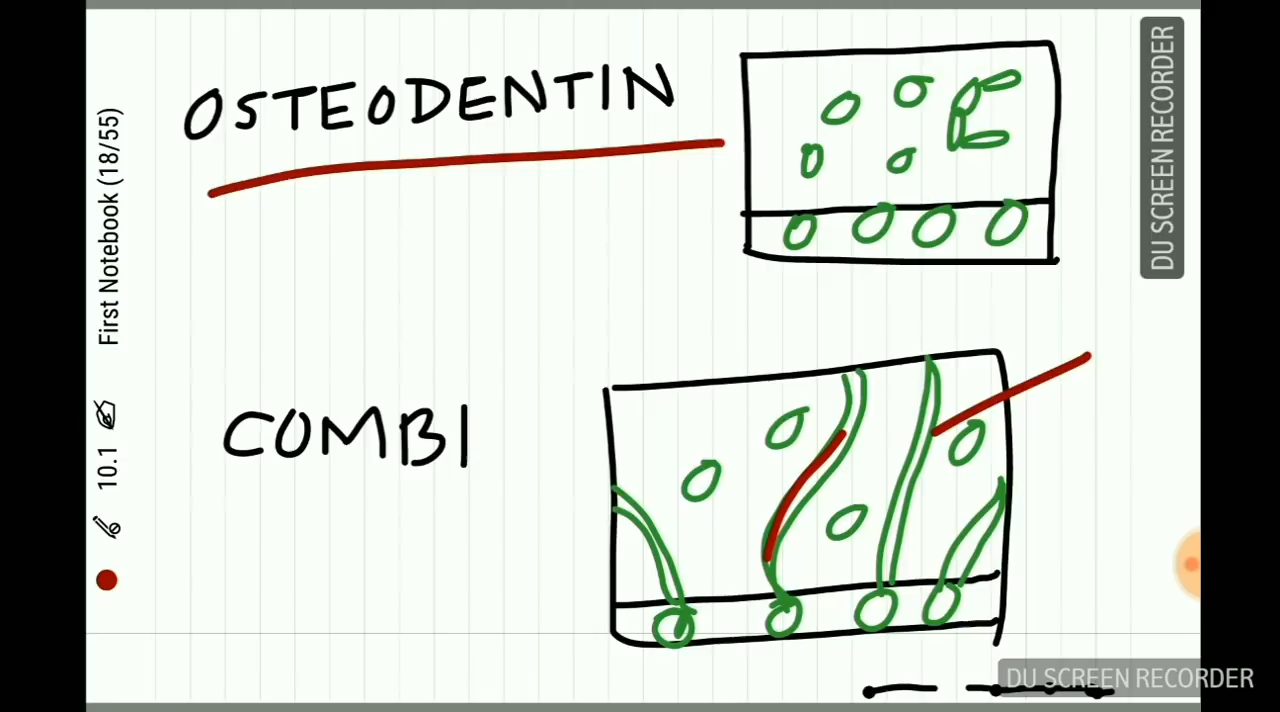 OSTEODENTIN
COMBI
First Notebook (18/55)
10.1
DU SCREEN RECORDER
DU SCREEN RECORDER